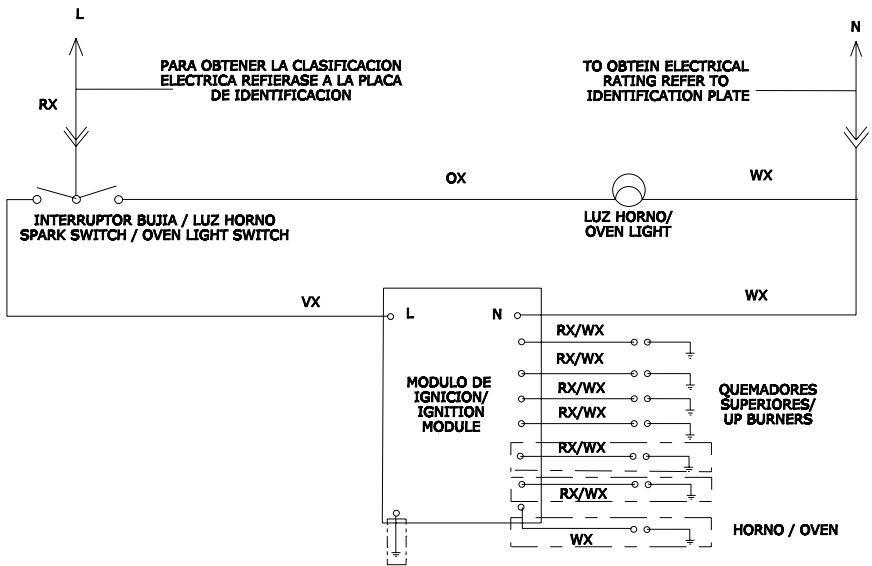 L
N
PARA OBTENER LA CLASIFICACION
ELECTRICA REFIERASE A LA PLACA
DE IDENTIFICACION
TO OBTEIN ELECTRICAL
RATING REFER TO
IDENTIFICATION PLATE
RX
OX
WX
INTERRUPTOR BUJIA / LUZ HORNO
SPARK SWITCH / OVEN LIGHT SWITCH
LUZ HORNO/
OVEN LIGHT
VX
WX
L
N
RX/WX
RX/WX
RX/WX
RX/WX
RX/WX
RX/WX
MODULO DE
IGNICION/
IGNITION
MODULE
QUEMADORES
SUPERIORES/
UP BURNERS
WX
HORNO / OVEN